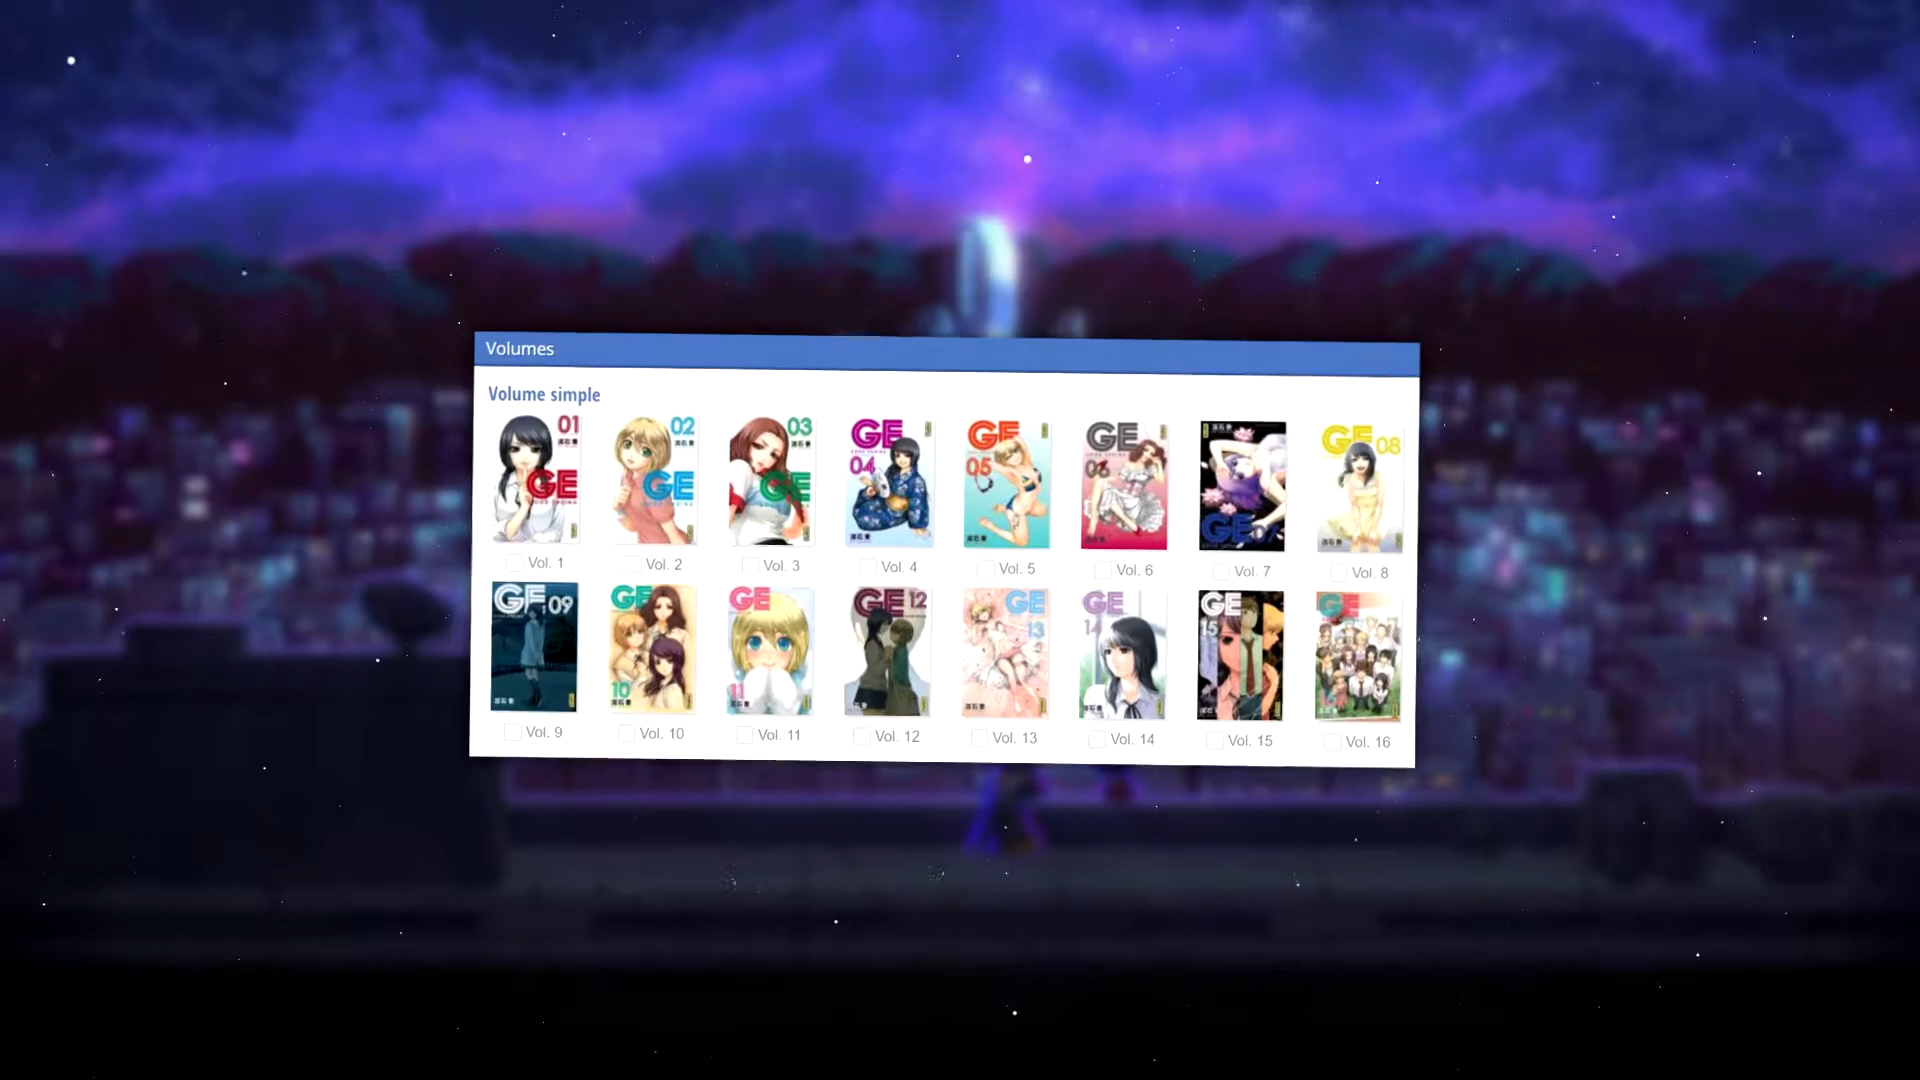 Volumes
Volume simple
01
GE
02
GE
03
GE
GE
04
GE
05
GE
06
GE 07
GE 08
Vol. 1
Vol. 2
Vol. 3
Vol. 4
Vol. 5
Vol. 6
Vol. 7
Vol. 8
GE 09
GE
10
GE
11
GE 12
GE
13
GE
14
GE
15
GE
Vol. 9
Vol. 10
Vol. 11
Vol. 12
Vol. 13
Vol. 14
Vol. 15
Vol. 16